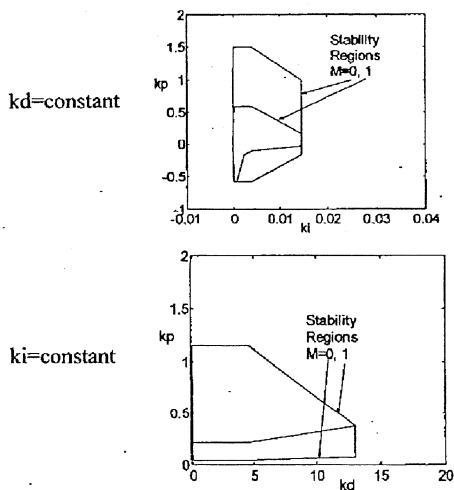 2
1.5
kp
1
0.5
0
-0.5
-1
-0.01
0
0.01
0.02
0.03
0.04
ki
Stability
Regions
M=0, 1
kd=constant
2
1.5
kp
1
0.5
0
0
5
10
15
20
kd
Stability
Regions
M=0, 1
ki=constant